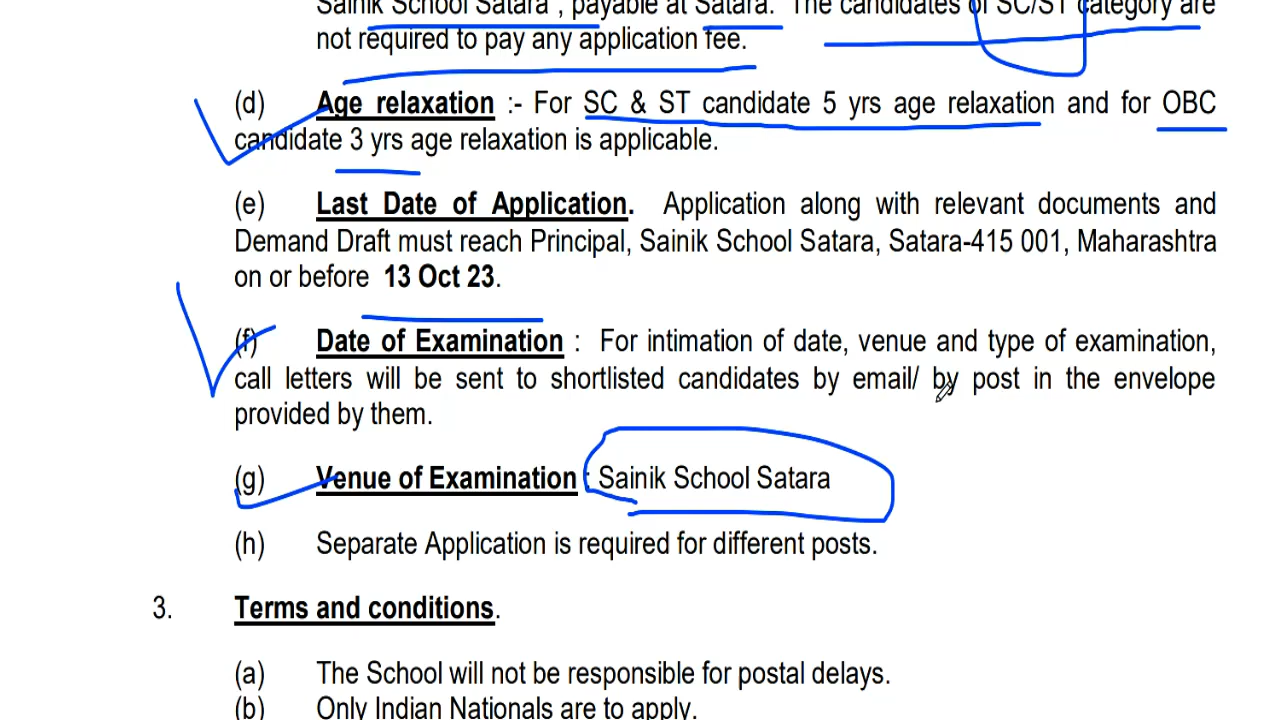 Sainik School Satara , payable at Satara. The candidates of SC/ST category are
not required to pay any application fee.
(d) Age relaxation :- For SC & ST candidate 5 yrs age relaxation and for OBC
candidate 3 yrs age relaxation is applicable.
(e) Last Date of Application. Application along with relevant documents and
Demand Draft must reach Principal, Sainik School Satara, Satara-415 001, Maharashtra
on or before 13 Oct 23.
(f) Date of Examination : For intimation of date, venue and type of examination,
call letters will be sent to shortlisted candidates by email/ by post in the envelope
provided by them.
(g) Venue of Examination : Sainik School Satara
(h) Separate Application is required for different posts.
3. Terms and conditions.
(a) The School will not be responsible for postal delays.
(b) Only Indian Nationals are to apply.